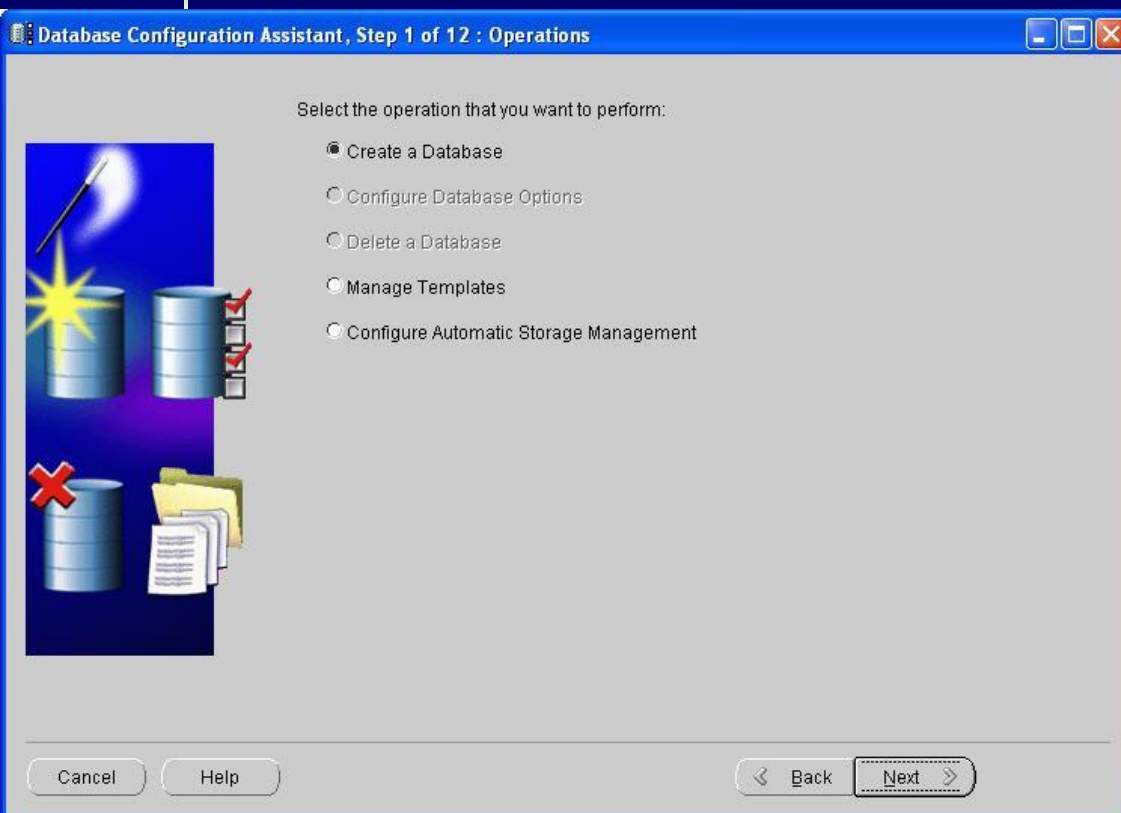 Database Configuration Assistant, Step 1 of 12 : Operations
Select the operation that you want to perform:
Create a Database
Configure Database Options
Delete a Database
Manage Templates
Configure Automatic Storage Management
Cancel
Help
Back
Next